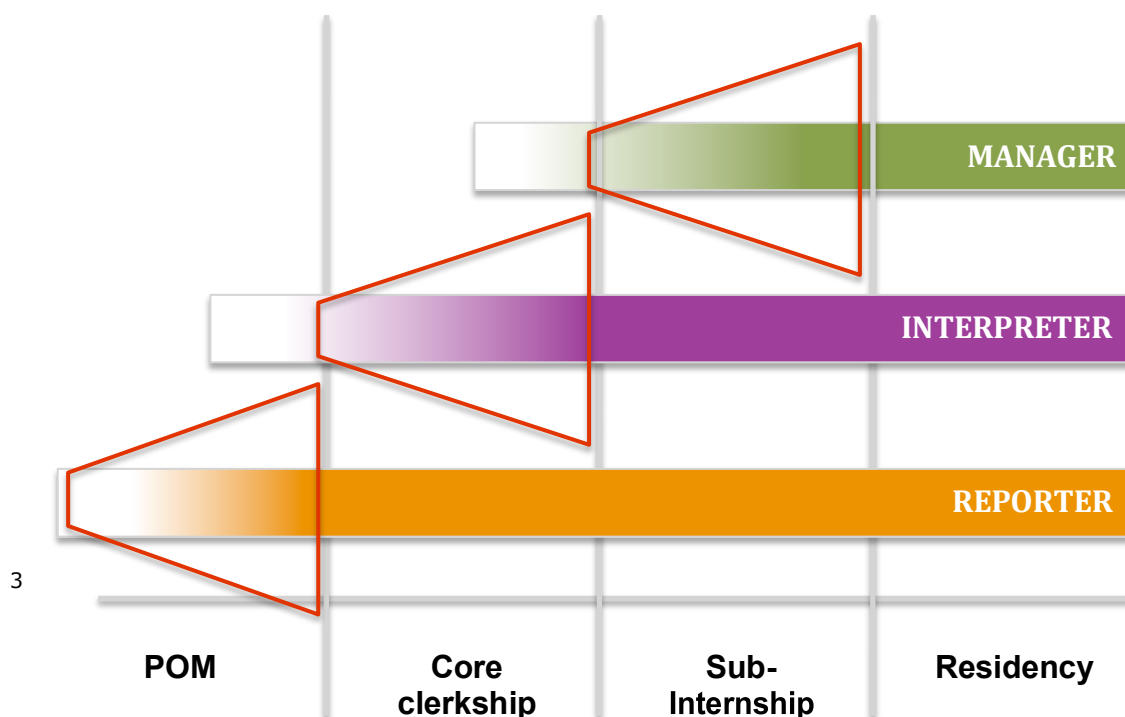 MANAGER
INTERPRETER
REPORTER
3
POM
Core
clerkship
Sub-
Internship
Residency